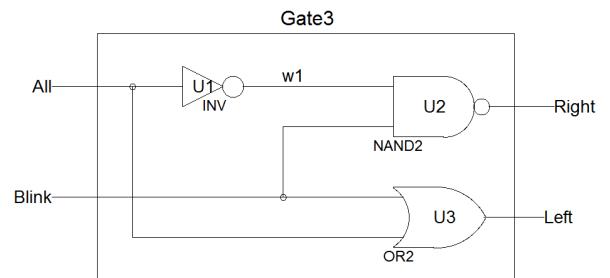 Gate3
All
U1
INV
w1
U2
NAND2
Right
Blink
U3
OR2
Left